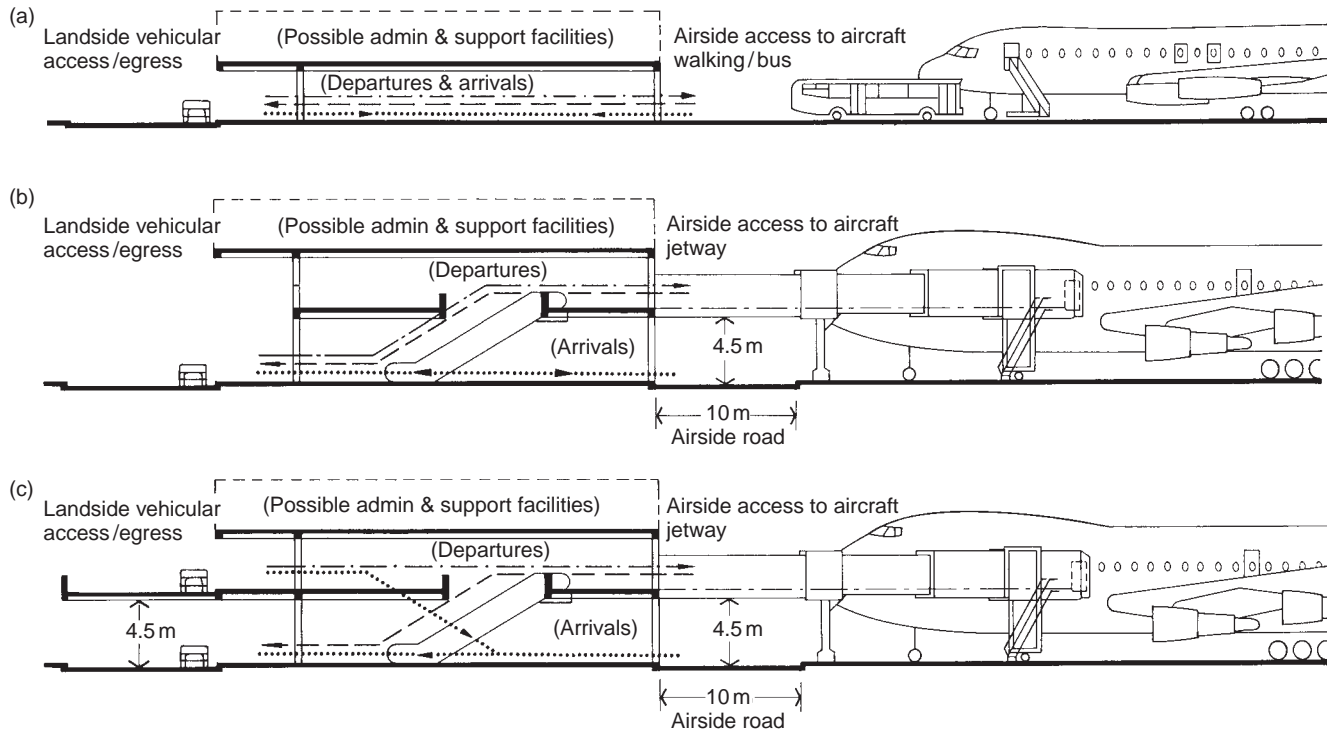 (a)
Landside vehicular
access/egress
(Possible admin & support facilities)
(Departures & arrivals)
Airside access to aircraft
walking/bus
(b)
Landside vehicular
access/egress
(Possible admin & support facilities)
(Departures)
(Arrivals)
Airside access to aircraft
jetway
4.5 m
10 m
Airside road
(c)
Landside vehicular
access/egress
(Possible admin & support facilities)
(Departures)
(Arrivals)
Airside access to aircraft
jetway
4.5 m
4.5 m
10 m
Airside road